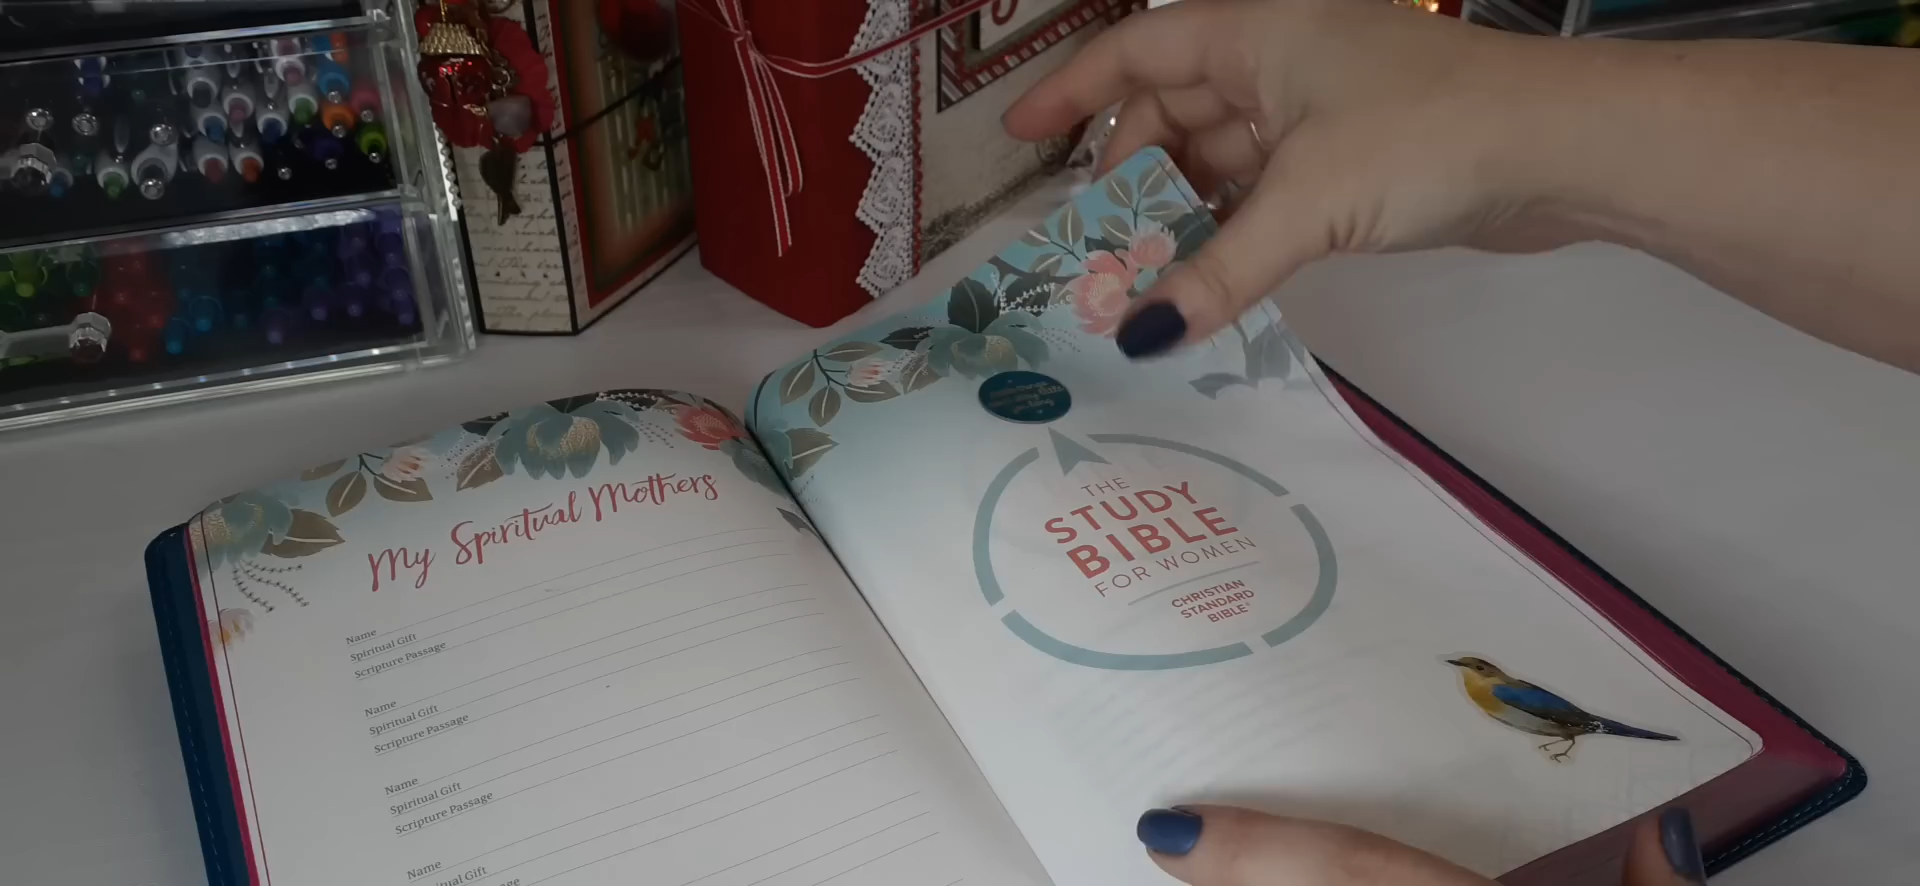 My Spiritual Mothers
Name
Spiritual Gift
Scripture Passage
Name
Spiritual Gift
Scripture Passage
Name
Spiritual Gift
Scripture Passage
Name
THE
STUDY
BIBLE
FOR WOMEN
CHRISTIAN
STANDARD
BIBLE®